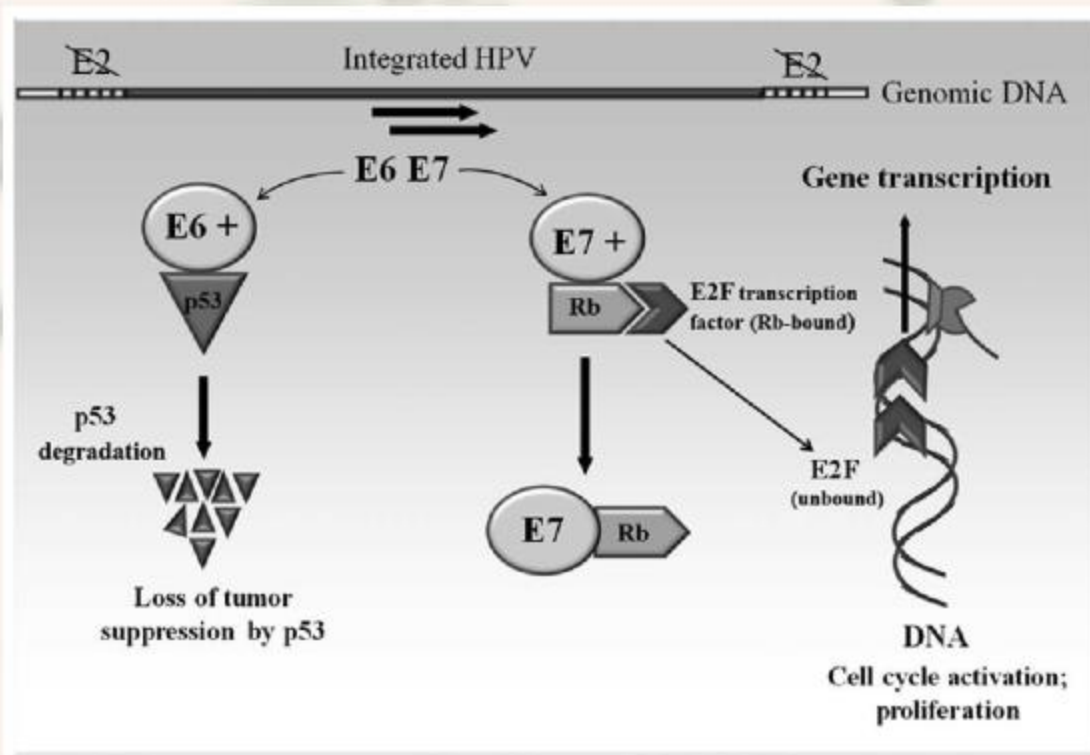 E2
Integrated HPV
E2
Genomic DNA
E6 E7
Gene transcription
E6 +
p53
E7 +
Rb
E2F transcription
factor (Rb-bound)
p53
degradation
E2F
(unbound)
E7
Rb
Loss of tumor
suppression by p53
DNA
Cell cycle activation;
proliferation